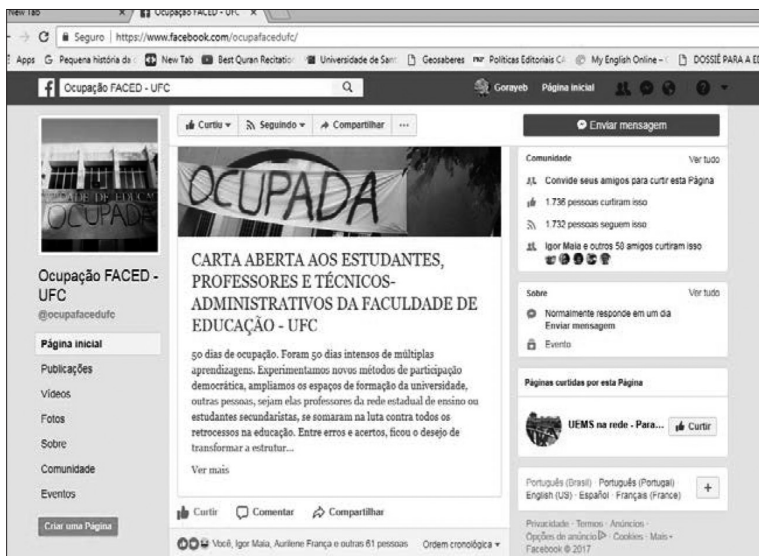 New Tab
Ocupação FACED - UFC
Seguro
https://www.facebook.com/ocupafacedufc/
Apps
Pequena história da
New Tab
Best Quran Recitation
Universidade de San
Geosaberes
Políticas Editoriais
My English Online -
DOSSIÊ PARA A ED
Ocupação FACED - UFC
Gorayeb
Página inicial
OCUPADA
Ocupação FACED -
UFC
@ocupafacedufc
Página inicial
Publicações
Vídeos
Fotos
Sobre
Comunidade
Eventos
Criar uma Página
Curtiu
Seguindo
Compartilhar
OCUPADA
CARTA ABERTA AOS ESTUDANTES,
PROFESSORES E TÉCNICOS-
ADMINISTRATIVOS DA FACULDADE DE
EDUCAÇÃO - UFC
50 dias de ocupação. Foram 50 dias intensos de múltiplas
aprendizagens. Experimentamos novos métodos de participação
democrática, ampliamos os espaços de formação da universidade,
outras pessoas, sejam elas professores da rede estadual de ensino ou
estudantes secundaristas, se somaram na luta contra todos os
retrocessos na educação. Entre erros e acertos, ficou o desejo de
transformar a estrutur...
Ver mais
Curtir
Comentar
Compartilhar
Você, Igor Maia, Aurilene França e outras 61 pessoas
Ordem cronológica
Enviar mensagem
Comunidade
Ver tudo
Convide seus amigos para curtir esta Página
1.736 pessoas curtiram isso
1.732 pessoas seguem isso
Igor Maia e outros 58 amigos curtiram isso
Sobre
Ver tudo
Normalmente responde em um dia
Enviar mensagem
Evento
Páginas curtidas por esta Página
UEMS na rede - Para...
Curtir
Português (Brasil) · Português (Portugal)
English (US) · Español · Français (France)
Privacidade · Termos · Anúncios ·
Opções de anúncio · Cookies · Mais
Facebook © 2017